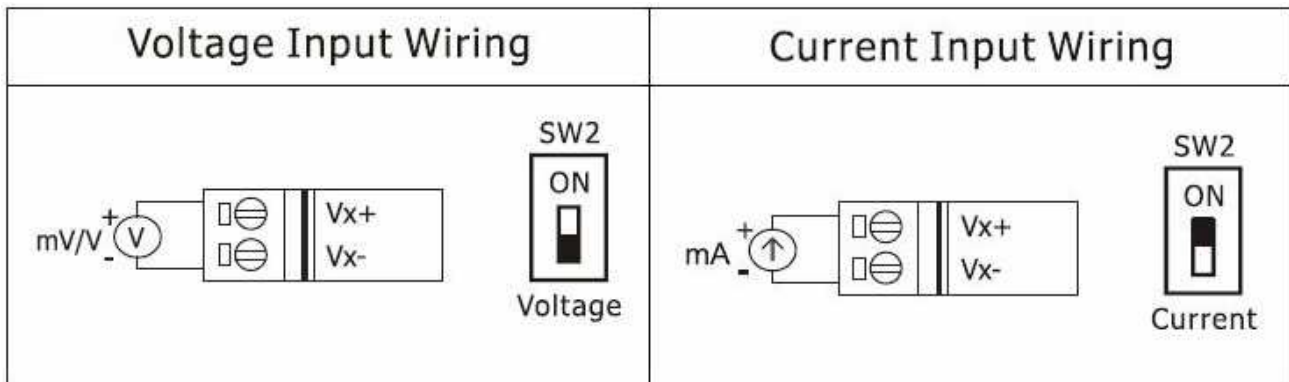 Voltage Input Wiring
Current Input Wiring
SW2
ON
+
mV/V
V
-
Vx+
Vx-
Voltage
SW2
ON
+
mA
-
Vx+
Vx-
Current